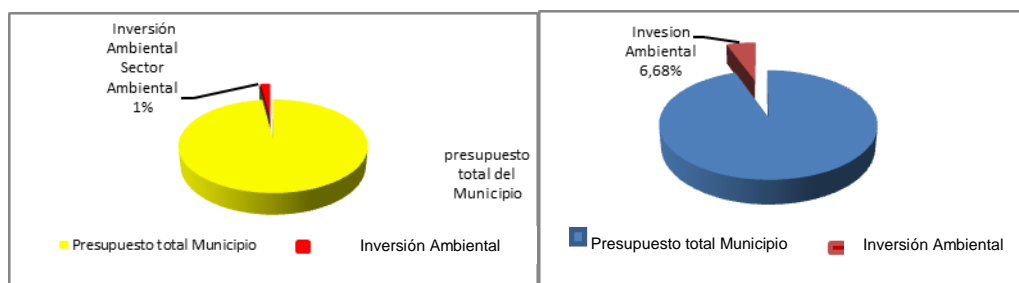 Inversión
Ambiental
Sector
Ambiental
1%
presupuesto
total del
Municipio
Presupuesto total Municipio
Inversión Ambiental
Invesion
Ambiental
6,68%
Presupuesto total Municipio
Inversión Ambiental